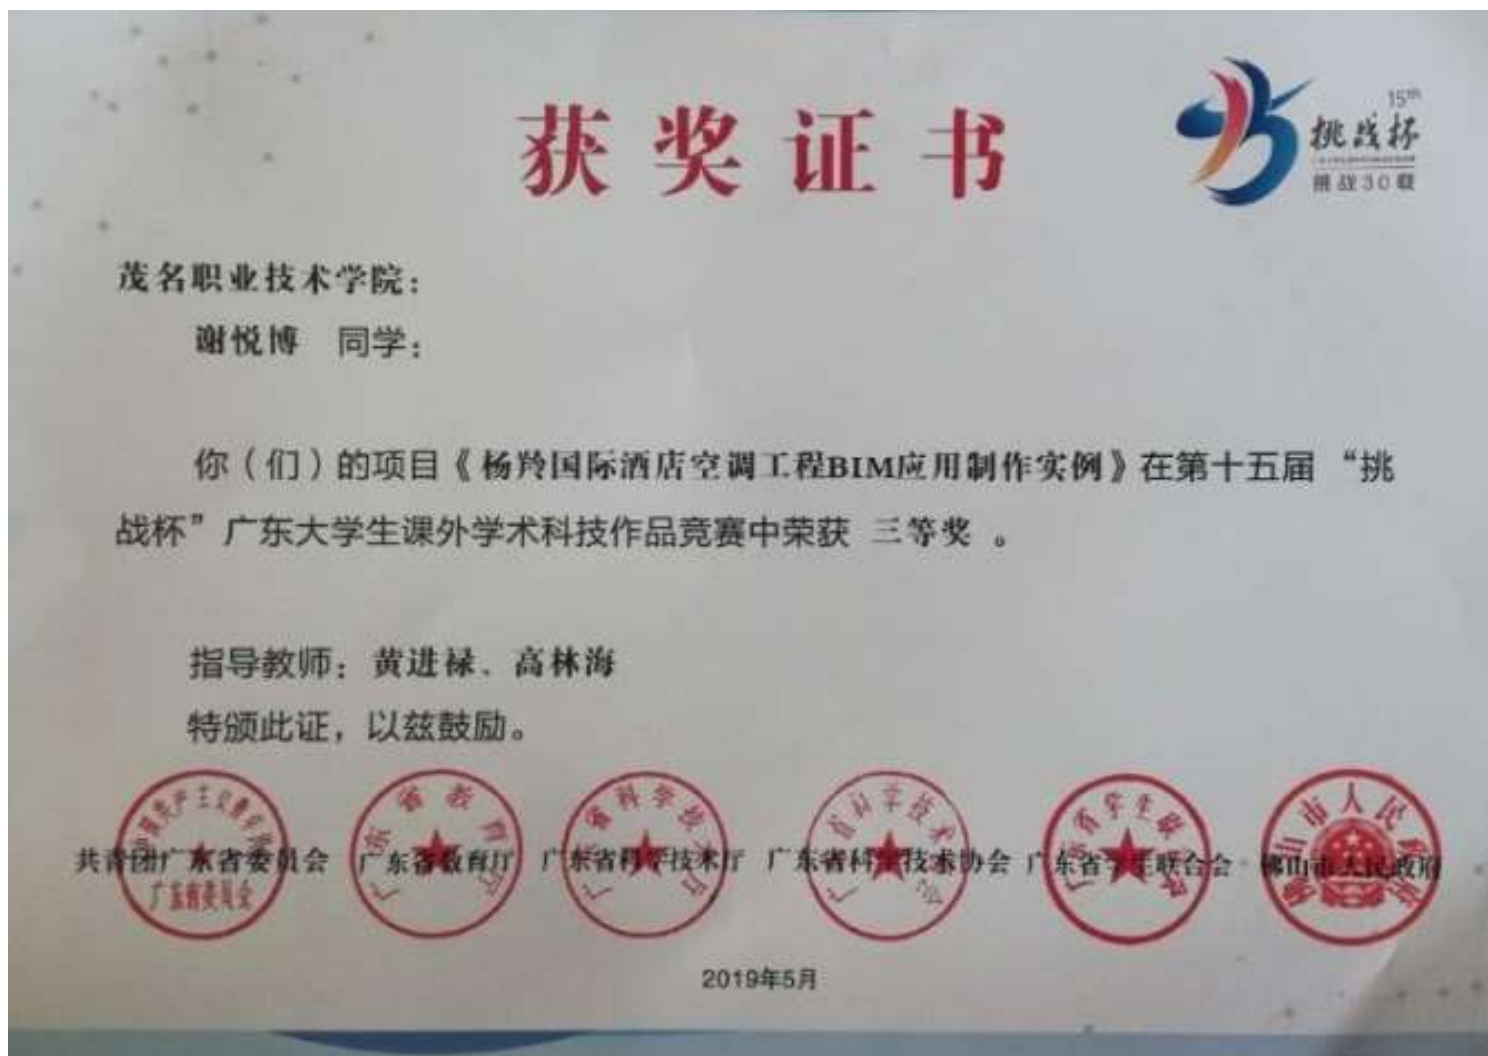 获奖证书
15th
挑战杯
挑战30载
茂名职业技术学院：
谢悦博 同学：
你（们）的项目《杨羚国际酒店空调工程BIM应用制作实例》在第十五届“挑
战杯”广东大学生课外学术科技作品竞赛中荣获 三等奖 。
指导教师：黄进禄、高林海
特颁此证，以兹鼓励。
共青团广东省委员会 广东省教育厅 广东省科学技术厅 广东省科学技术协会 广东省学生联合会 佛山市人民政府
广东省委员会
2019年5月